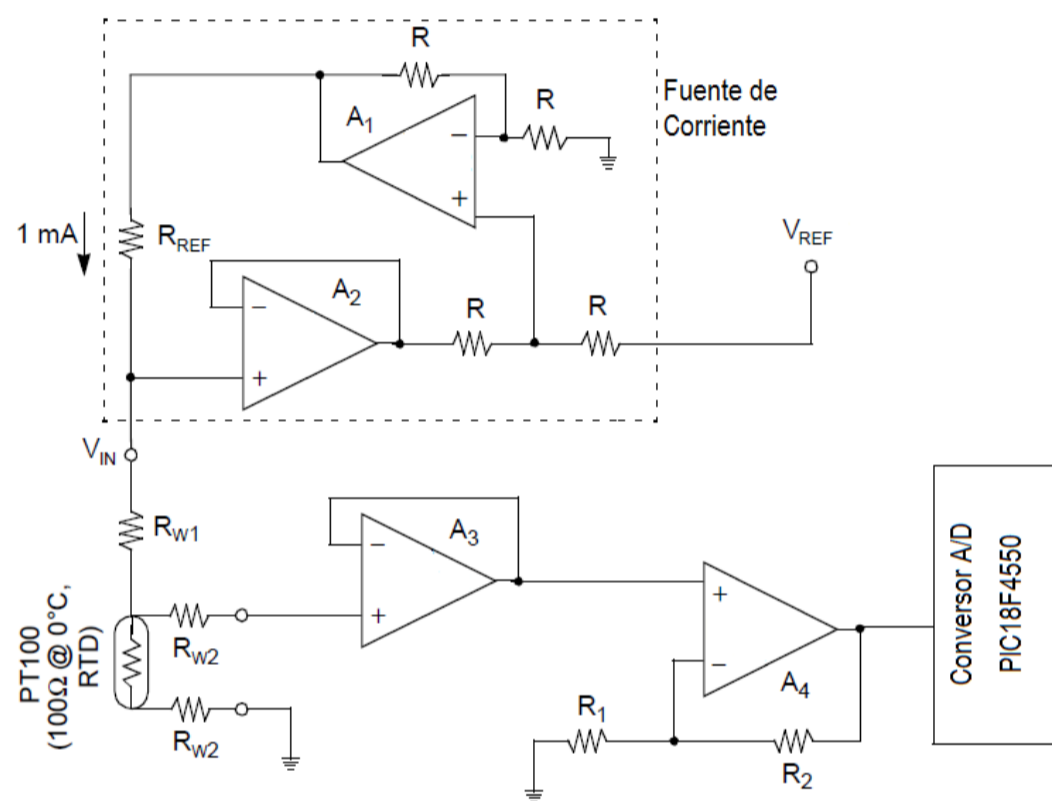 R
A1
R
Fuente de
Corriente
−
+
1 mA
RREF
VREF
A2
R
R
−
+
VIN
RW1
A3
−
+
RW2
PT100
(100Ω @ 0°C,
RTD)
RW2
+
−
A4
R1
R2
Conversor A/D
PIC18F4550